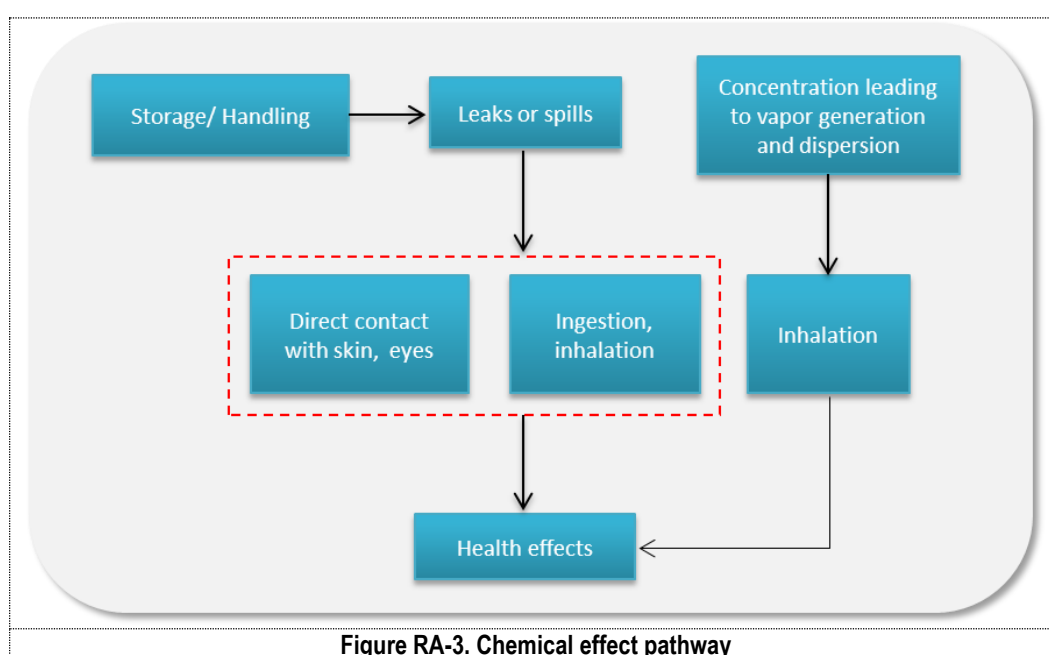 Storage/ Handling
Leaks or spills
Concentration leading
to vapor generation
and dispersion
Direct contact
with skin, eyes
Ingestion,
inhalation
Inhalation
Health effects
Figure RA-3. Chemical effect pathway